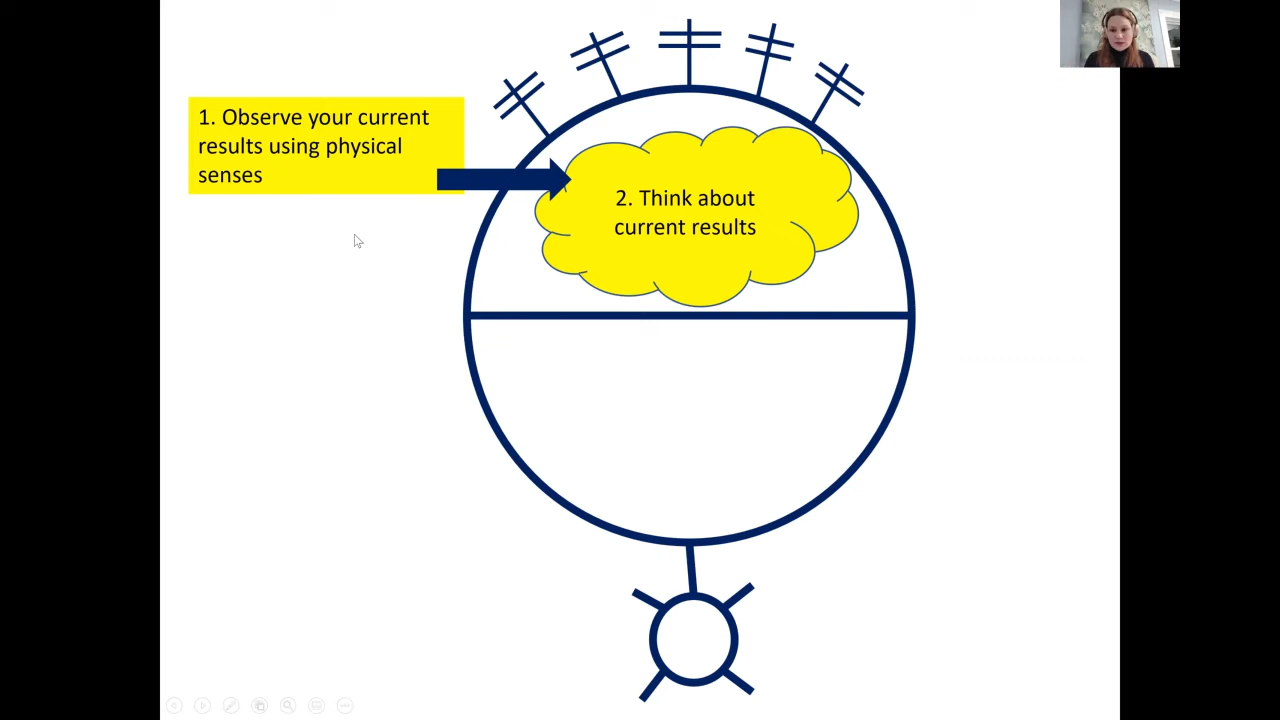 1. Observe your current
results using physical
senses
2. Think about
current results